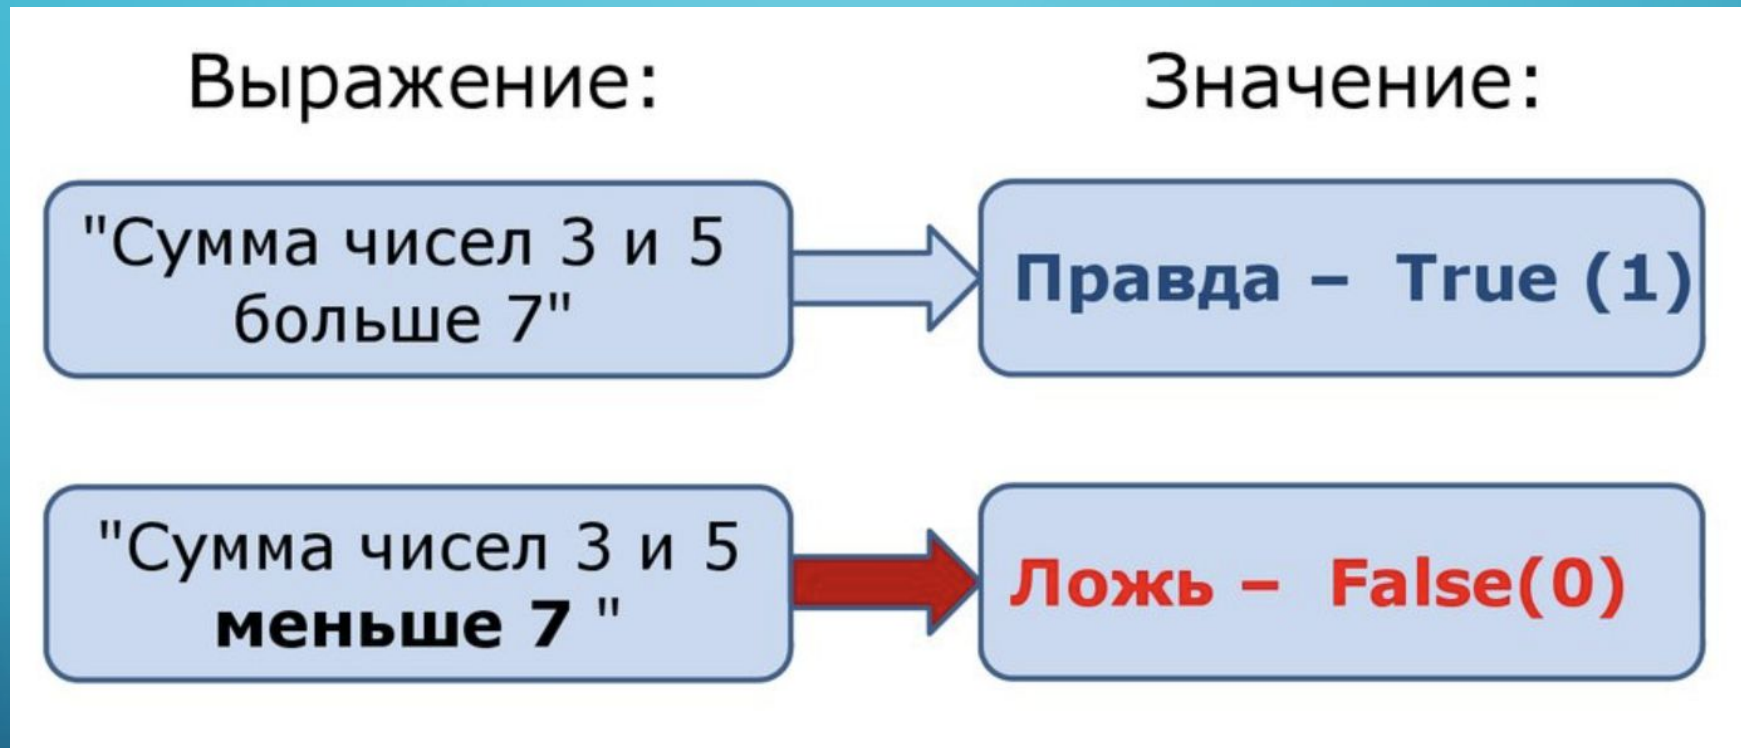 Выражение:
Значение:
"Сумма чисел 3 и 5
больше 7"
Правда – True (1)
"Сумма чисел 3 и 5
меньше 7 "
Ложь – False(0)